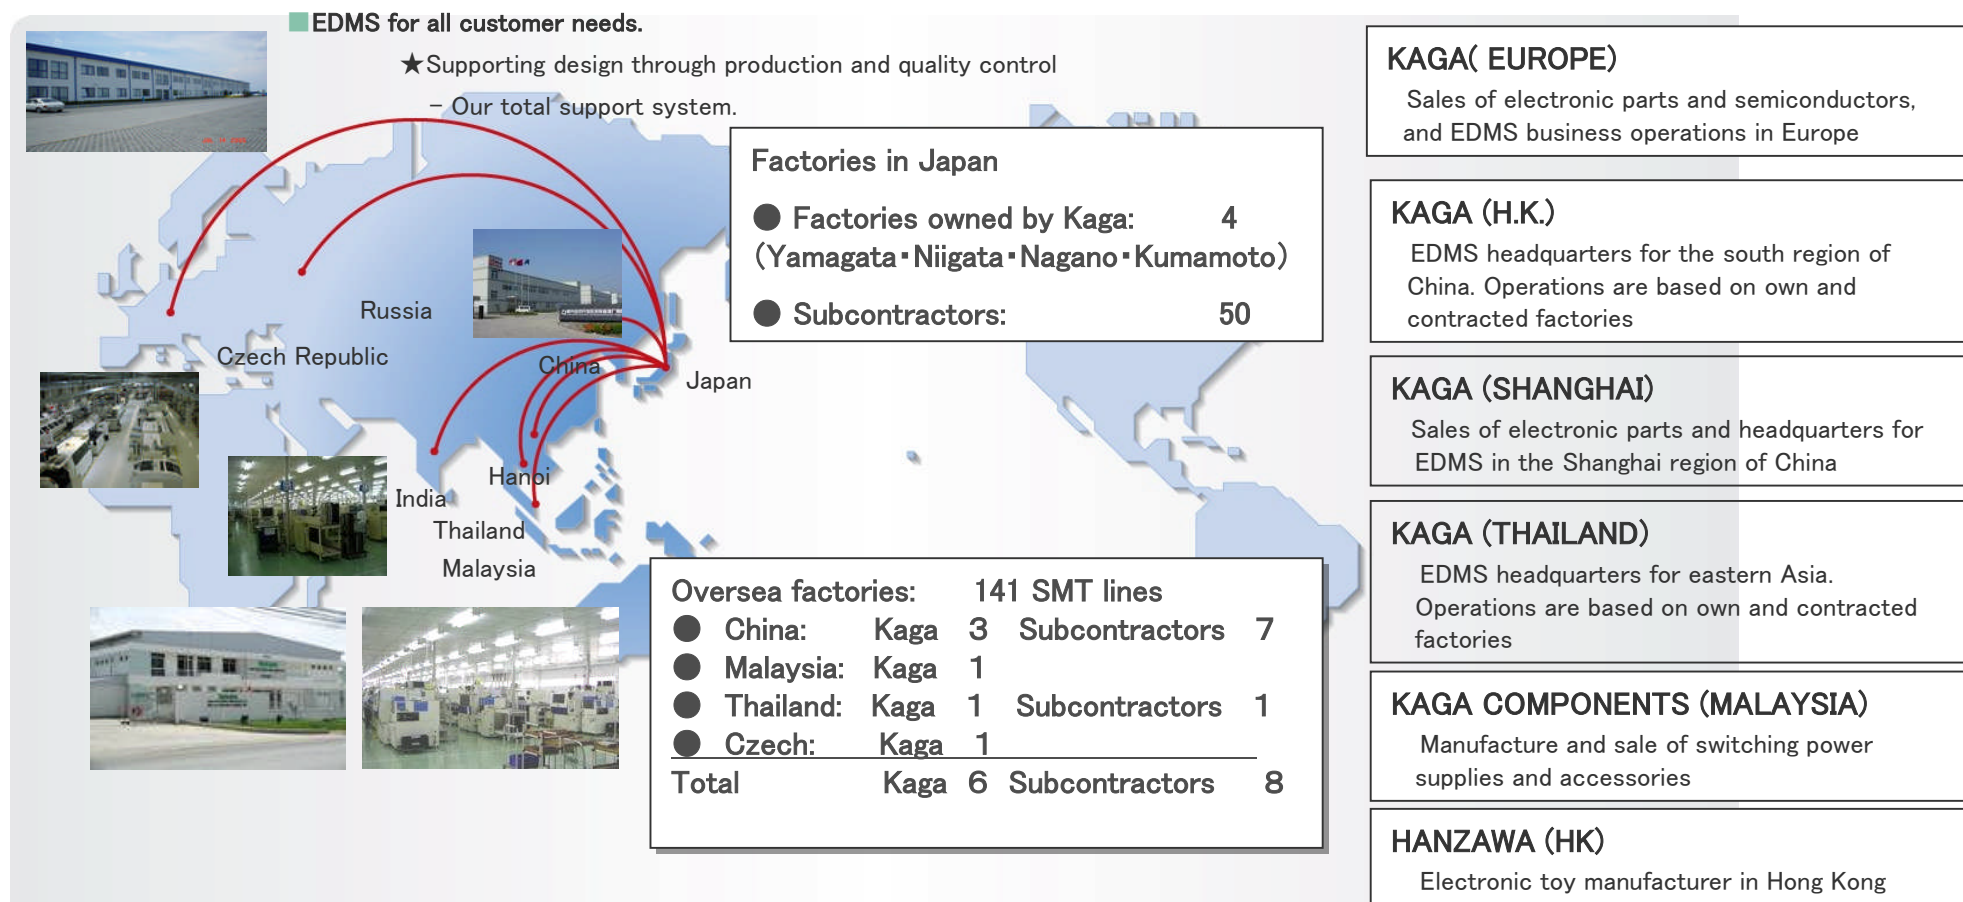 ■EDMS for all customer needs.
★Supporting design through production and quality control
- Our total support system.
Russia
Czech Republic
China
Japan
Hanoi
India
Thailand
Malaysia
Factories in Japan
● Factories owned by Kaga: 4
(Yamagata・Niigata・Nagano・Kumamoto)
● Subcontractors: 50
Oversea factories: 141 SMT lines
● China: Kaga 3 Subcontractors 7
● Malaysia: Kaga 1
● Thailand: Kaga 1 Subcontractors 1
● Czech: Kaga 1
Total Kaga 6 Subcontractors 8
KAGA( EUROPE)
Sales of electronic parts and semiconductors,
and EDMS business operations in Europe
KAGA (H.K.)
EDMS headquarters for the south region of
China. Operations are based on own and
contracted factories
KAGA (SHANGHAI)
Sales of electronic parts and headquarters for
EDMS in the Shanghai region of China
KAGA (THAILAND)
EDMS headquarters for eastern Asia.
Operations are based on own and contracted
factories
KAGA COMPONENTS (MALAYSIA)
Manufacture and sale of switching power
supplies and accessories
HANZAWA (HK)
Electronic toy manufacturer in Hong Kong